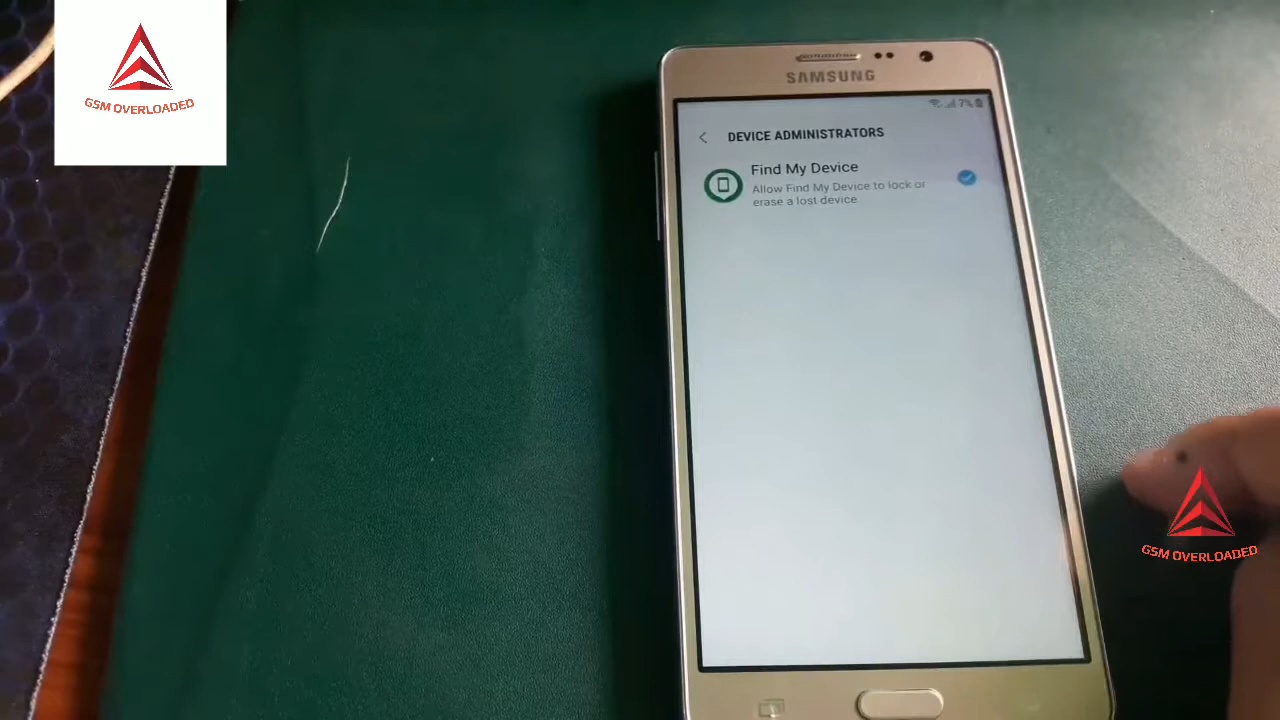 GSM OVERLOADED
SAMSUNG
7%
DEVICE ADMINISTRATORS
Find My Device
Allow Find My Device to lock or
erase a lost device
GSM OVERLOADED